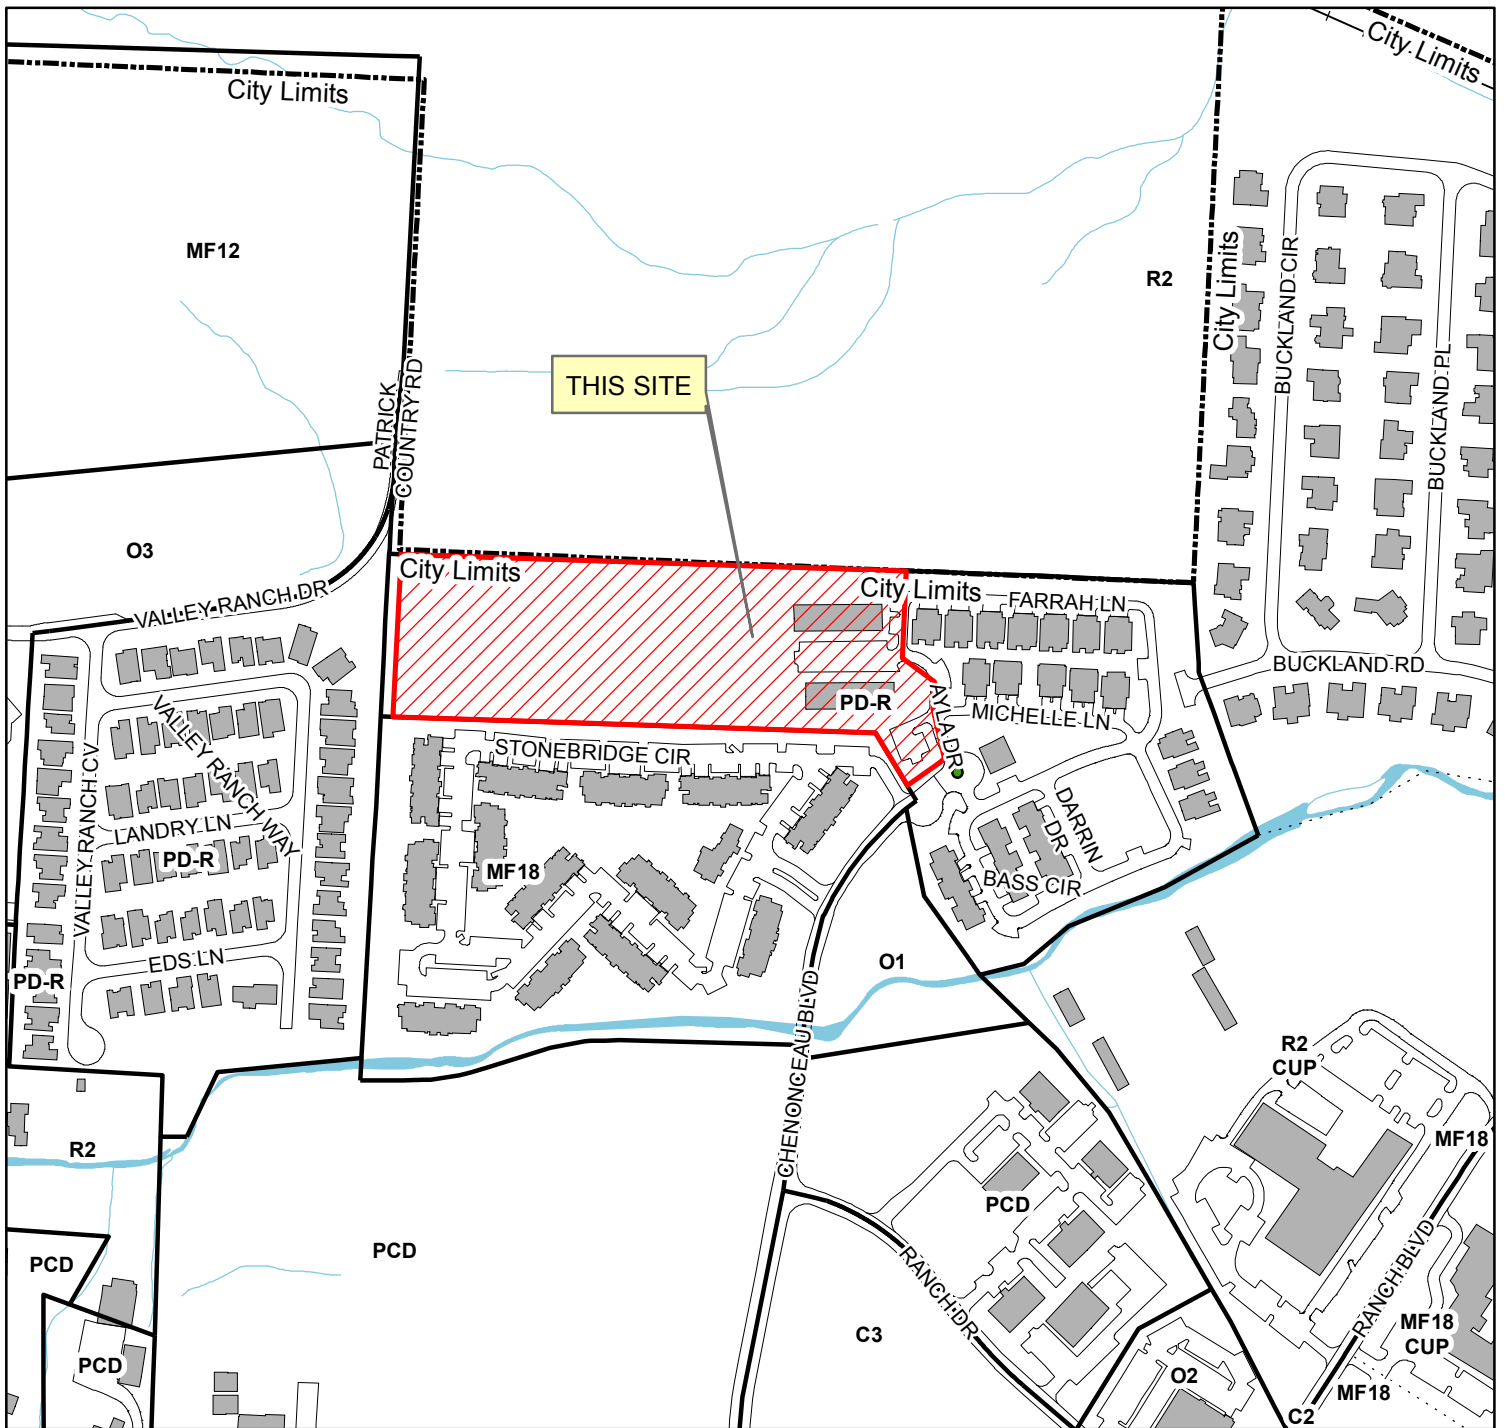 City Limits
City Limits
MF12
R2
City Limits
BUCKLAND CIR
BUCKLAND PL
THIS SITE
PATRICK
COUNTRY RD
O3
City Limits
City Limits
FARRAH LN
VALLEY RANCH DR
BUCKLAND RD
PD-R
AYLA DR
MICHELLE LN
VALLEY RANCH CV
VALLEY RANCH WAY
STONEBRIDGE CIR
LANDRY LN
PD-R
MF18
DARRIN
DR
BASS CIR
EDS LN
PD-R
O1
CHENONCEAU BLVD
R2
CUP
R2
MF18
PCD
PCD
PCD
RANCH DR
RANCH BLVD
C3
MF18
CUP
PCD
O2
MF18
C2